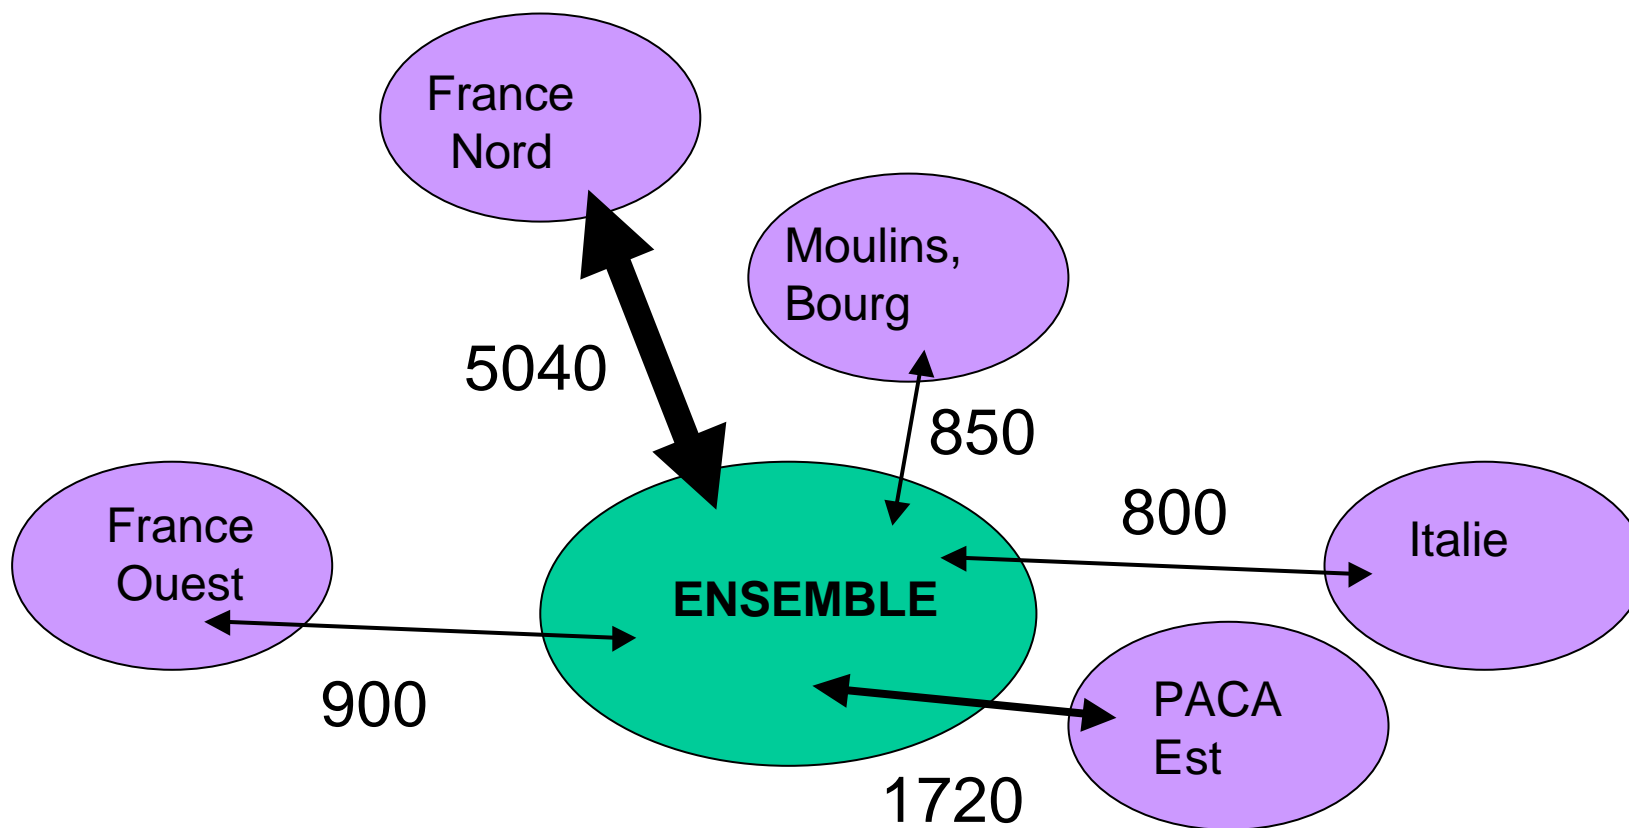 France
Nord
Moulins,
Bourg
5040
850
800
France
Ouest
Italie
ENSEMBLE
900
PACA
Est
1720